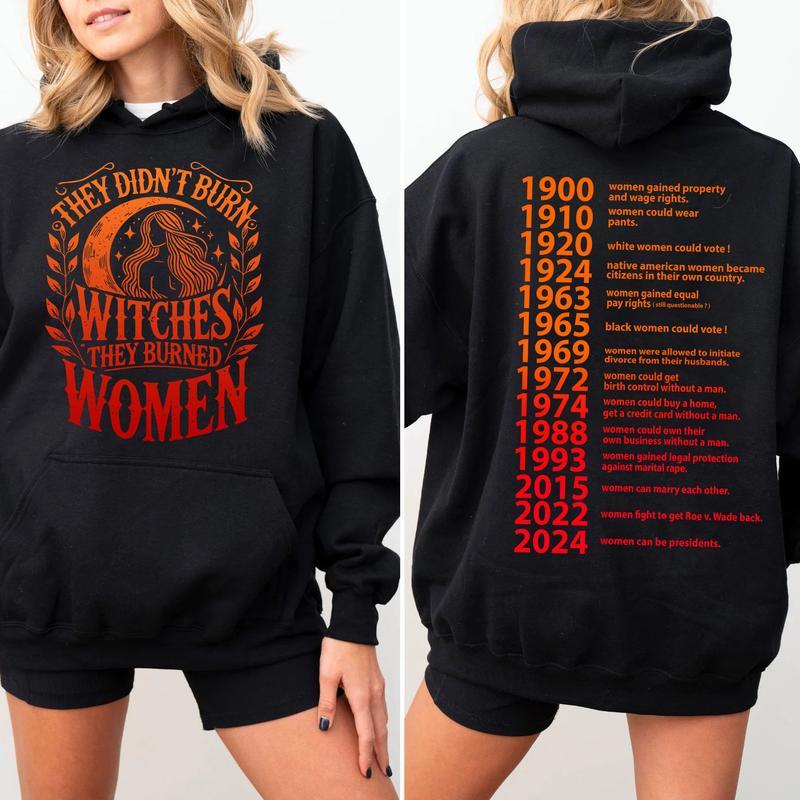 THEY DIDN'T BURN
WITCHES
THEY BURNED
WOMEN
1900 women gained property
and wage rights.
1910 women could wear
pants.
1920 white women could vote !
1924 native american women became
citizens in their own country.
1963 women gained equal
pay rights ( still questionable ? )
1965 black women could vote !
1969 women were allowed to initiate
divorce from their husbands.
1972 women could get
birth control without a man.
1974 women could buy a home,
get a credit card without a man.
1988 women could own their
own business without a man.
1993 women gained legal protection
against marital rape.
2015 women can marry each other.
2022 women fight to get Roe v. Wade back.
2024 women can be presidents.